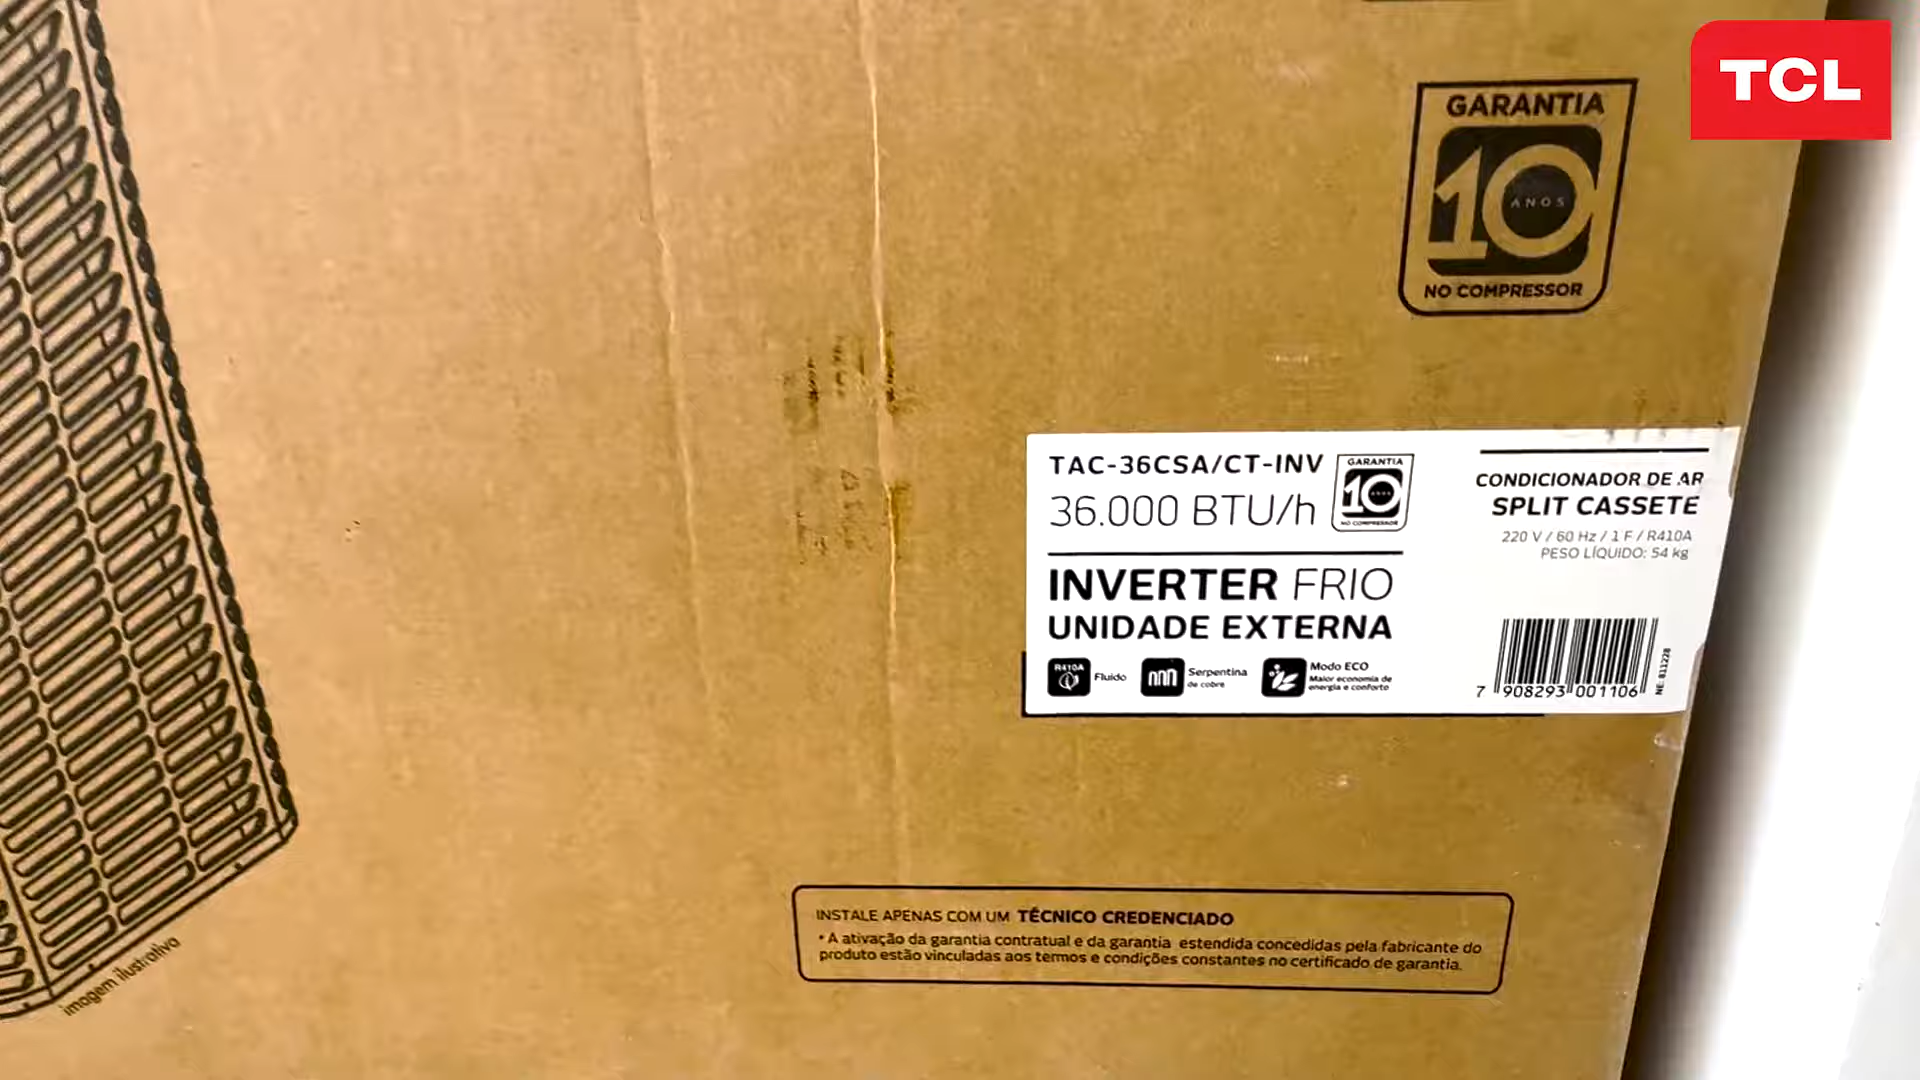 TCL
GARANTIA
10
ANOS
NO COMPRESSOR
TAC-36CSA/CT-INV
36.000 BTU/h
GARANTIA
10
ANOS
NO COMPRESSOR
INVERTER FRIO
UNIDADE EXTERNA
R410A
Fluido
Serpentina
de cobre
Modo ECO
Maior economia de
energia e conforto
CONDICIONADOR DE AR
SPLIT CASSETE
220 V / 60 Hz / 1 F / R410A
PESO LÍQUIDO: 54 kg
7 908293 001106
NE: 811228
INSTALE APENAS COM UM TÉCNICO CREDENCIADO
• A ativação da garantia contratual e da garantia estendida concedidas pela fabricante do
produto estão vinculadas aos termos e condições constantes no certificado de garantia.
imagem ilustrativa